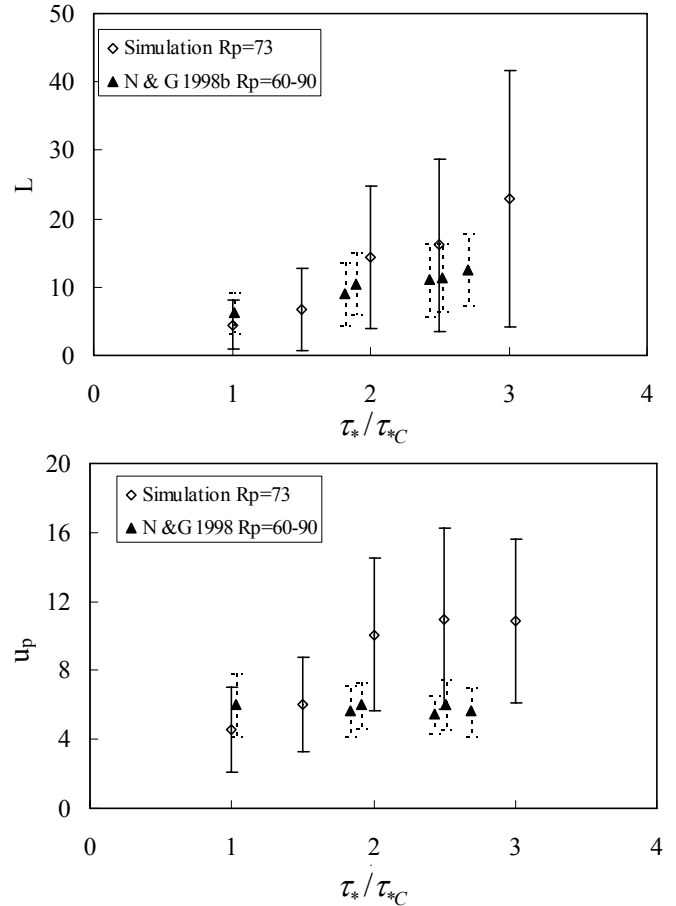 50
40
30
20
10
0
L
Simulation Rp=73
N & G 1998b Rp=60-90
0 1 2 3 4
τ* / τ*C
20
16
12
8
4
0
up
Simulation Rp=73
N &G 1998 Rp=60-90
0 1 2 3 4
τ* / τ*C